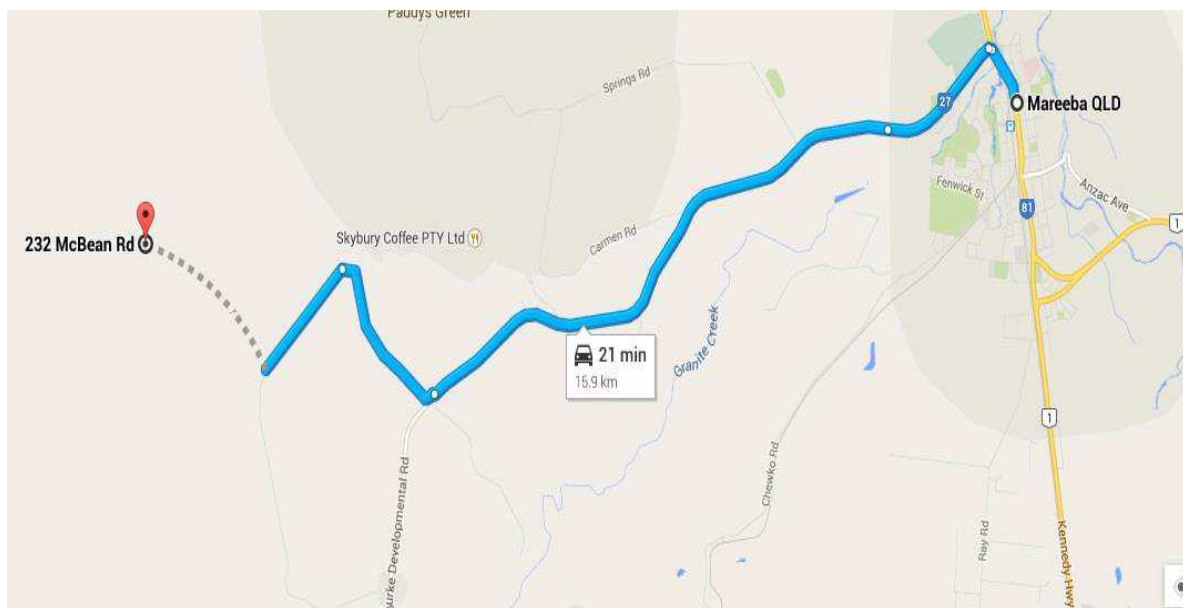 Paddys Green
Springs Rd
27
Mareeba QLD
Fenwick St
Anzac Ave
81
1
232 McBean Rd
Skybury Coffee PTY Ltd
Carmen Rd
21 min
15.9 km
Granite Creek
Chewko Rd
1
Ray Rd
Kennedy Hwy
urke Developmental Rd